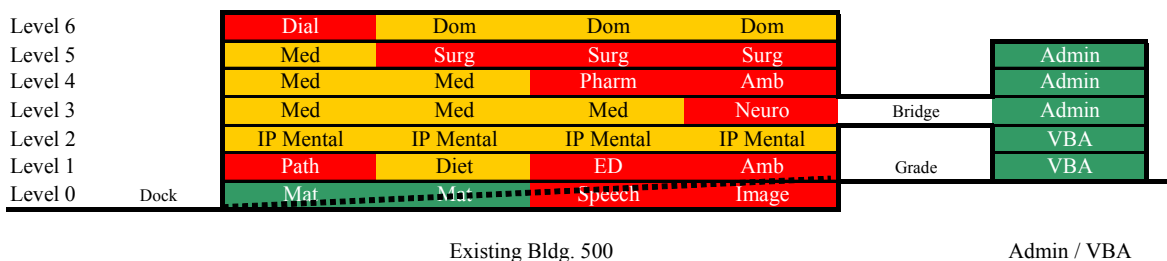 Level 6 Dial Dom Dom Dom
Level 5 Med Surg Surg Surg Admin
Level 4 Med Med Pharm Amb Admin
Level 3 Med Med Med Neuro Bridge Admin
Level 2 IP Mental IP Mental IP Mental IP Mental VBA
Level 1 Path Diet ED Amb Grade VBA
Level 0 Dock Mat Mat Speech Image
Existing Bldg. 500 Admin / VBA